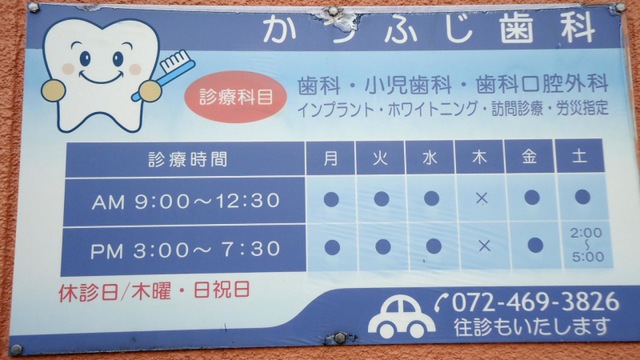 かつふじ歯科
診療科目
歯科・小児歯科・歯科口腔外科
インプラント・ホワイトニング・訪問診療・労災指定
診療時間 月 火 水 木 金 土
AM 9:00～12:30 ● ● ● × ● ●
PM 3:00～ 7:30 ● ● ● × ● 2:00～5:00
休診日/木曜・日祝日
072-469-3826
往診もいたします